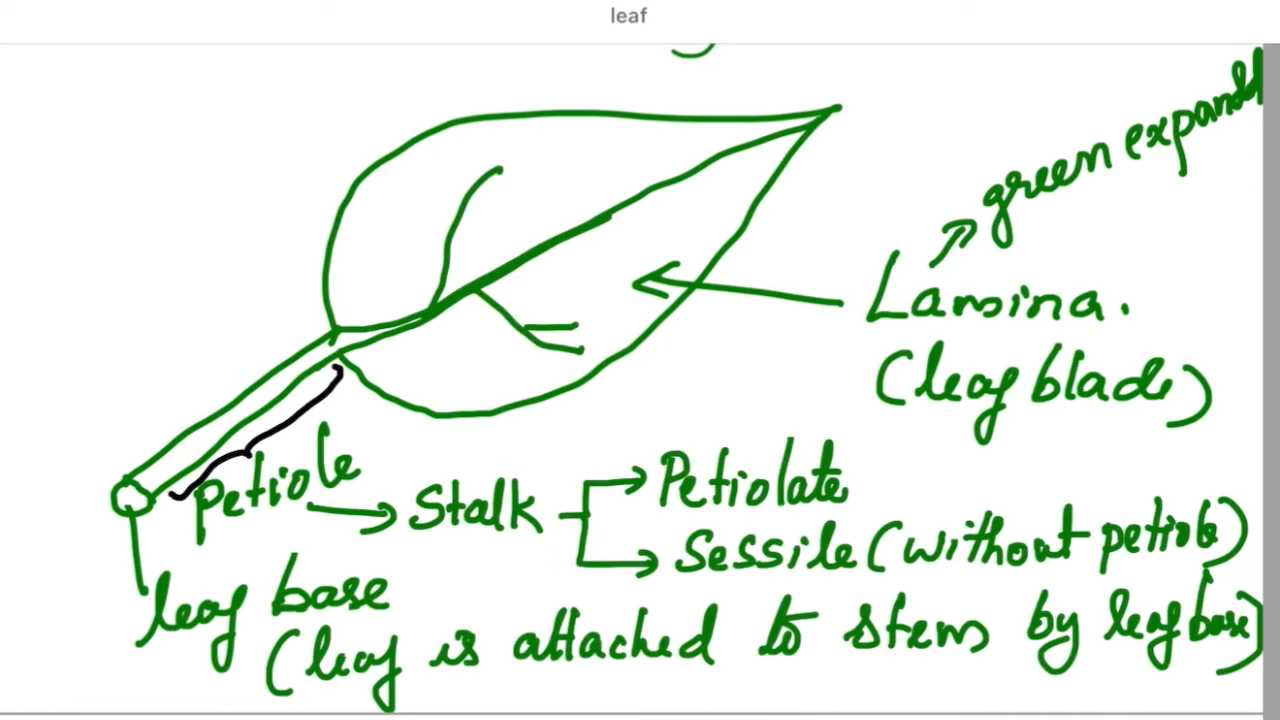 leaf
green expanded
Lamina.
(leaf blade)
Petiole → Stalk → Petiolate
→ Sessile (without petiole)
leaf base
(leaf is attached to stem by leaf base)